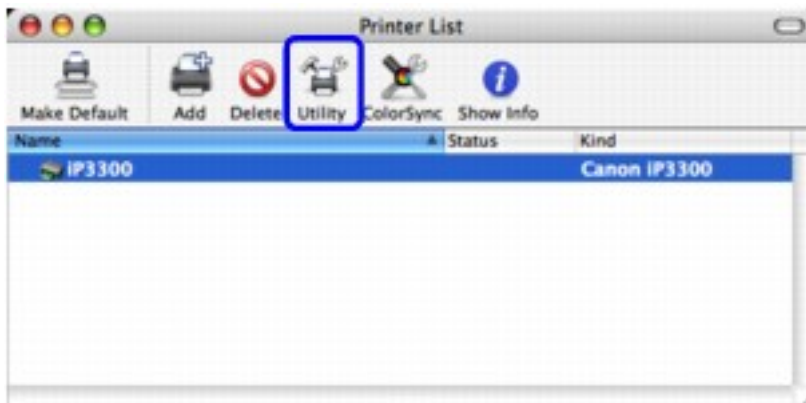 Printer List
Make Default Add Delete Utility ColorSync Show Info
Name Status Kind
iP3300 Canon iP3300